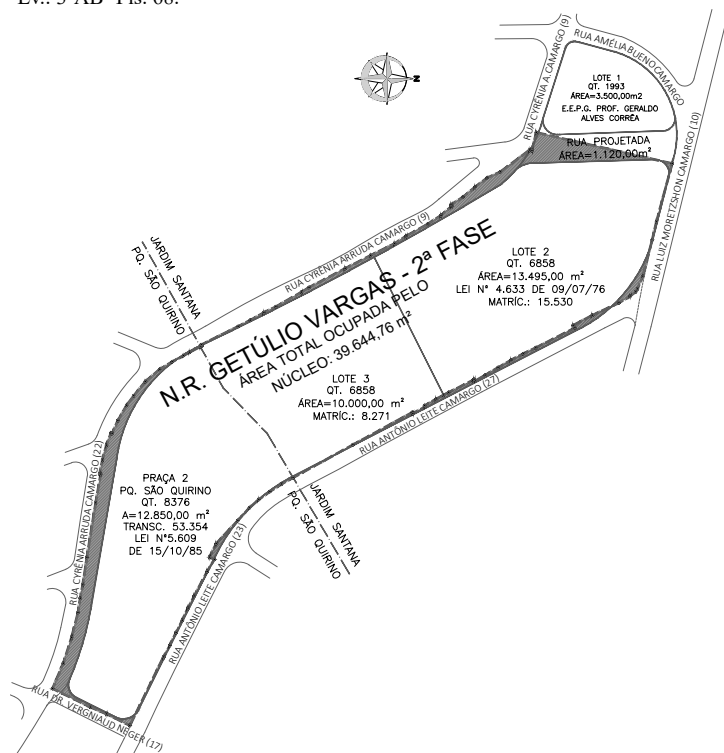 RUA AMÉLIA BUENO CAMARGO
RUA CYRÊNIA A. CAMARGO (9)
LOTE 1
QT. 1993
ÁREA=3.500,00m2
E.E.P.G. PROF. GERALDO
ALVES CORRÊA
RUA PROJETADA
ÁREA=1.120,00m²
RUA LUIZ MORETZSHON CAMARGO (10)
N
RUA CYRÊNIA ARRUDA CAMARGO (9)
LOTE 2
QT. 6858
ÁREA=13.495,00 m²
LEI N° 4.633 DE 09/07/76
MATRÍC.: 15.530
JARDIM SANTANA
PQ. SÃO QUIRINO
N.R. GETÚLIO VARGAS - 2ª FASE
ÁREA TOTAL OCUPADA PELO
NÚCLEO: 39.644,76 m²
LOTE 3
QT. 6858
ÁREA=10.000,00 m²
MATRÍC.: 8.271
RUA ANTÔNIO LEITE CAMARGO (27)
RUA CYRÊNIA ARRUDA CAMARGO (22)
PRAÇA 2
PQ. SÃO QUIRINO
QT. 8376
A=12.850,00 m²
TRANSC. 53.354
LEI N°5.609
DE 15/10/85
JARDIM SANTANA
PQ. SÃO QUIRINO
RUA ANTÔNIO LEITE CAMARGO (23)
RUA DR. VERGNIAUD NEGER (17)